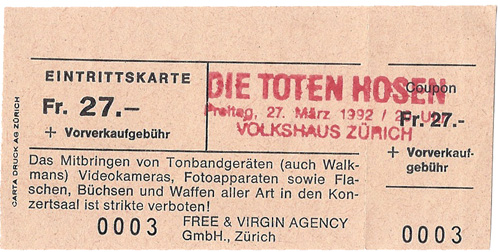 CARTA DRUCK AG ZÜRICH
EINTRITTSKARTE
Fr. 27.–
+ Vorverkaufgebühr
DIE TOTEN HOSEN
Freitag, 27. März 1992 / 20 Uhr
VOLKSHAUS ZÜRICH
Das Mitbringen von Tonbandgeräten (auch Walk-
mans) Videokameras, Fotoapparaten sowie Fla-
schen, Büchsen und Waffen aller Art in den Kon-
zertsaal ist strikte verboten!
0003
FREE & VIRGIN AGENCY
GmbH., Zürich
Coupon
Fr. 27.–
+ Vorverkauf-
gebühr
0003